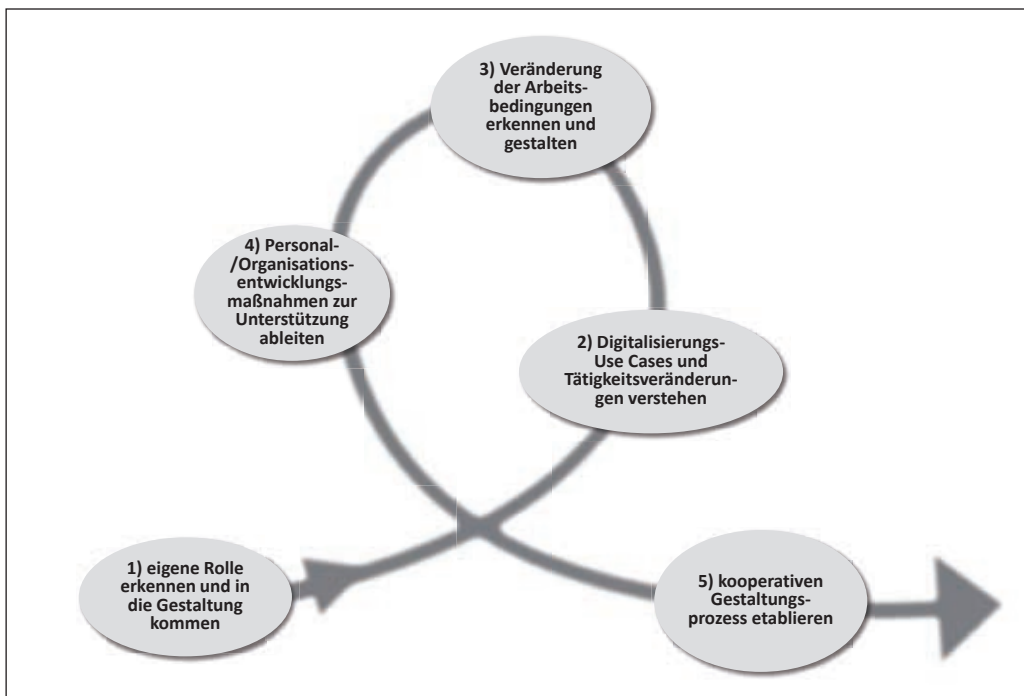 3) Veränderung
der Arbeits-
bedingungen
erkennen und
gestalten
4) Personal-
/Organisations-
entwicklungs-
maßnahmen zur
Unterstützung
ableiten
2) Digitalisierungs-
Use Cases und
Tätigkeitsveränderun-
gen verstehen
1) eigene Rolle
erkennen und in
die Gestaltung
kommen
5) kooperativen
Gestaltungs-
prozess etablieren